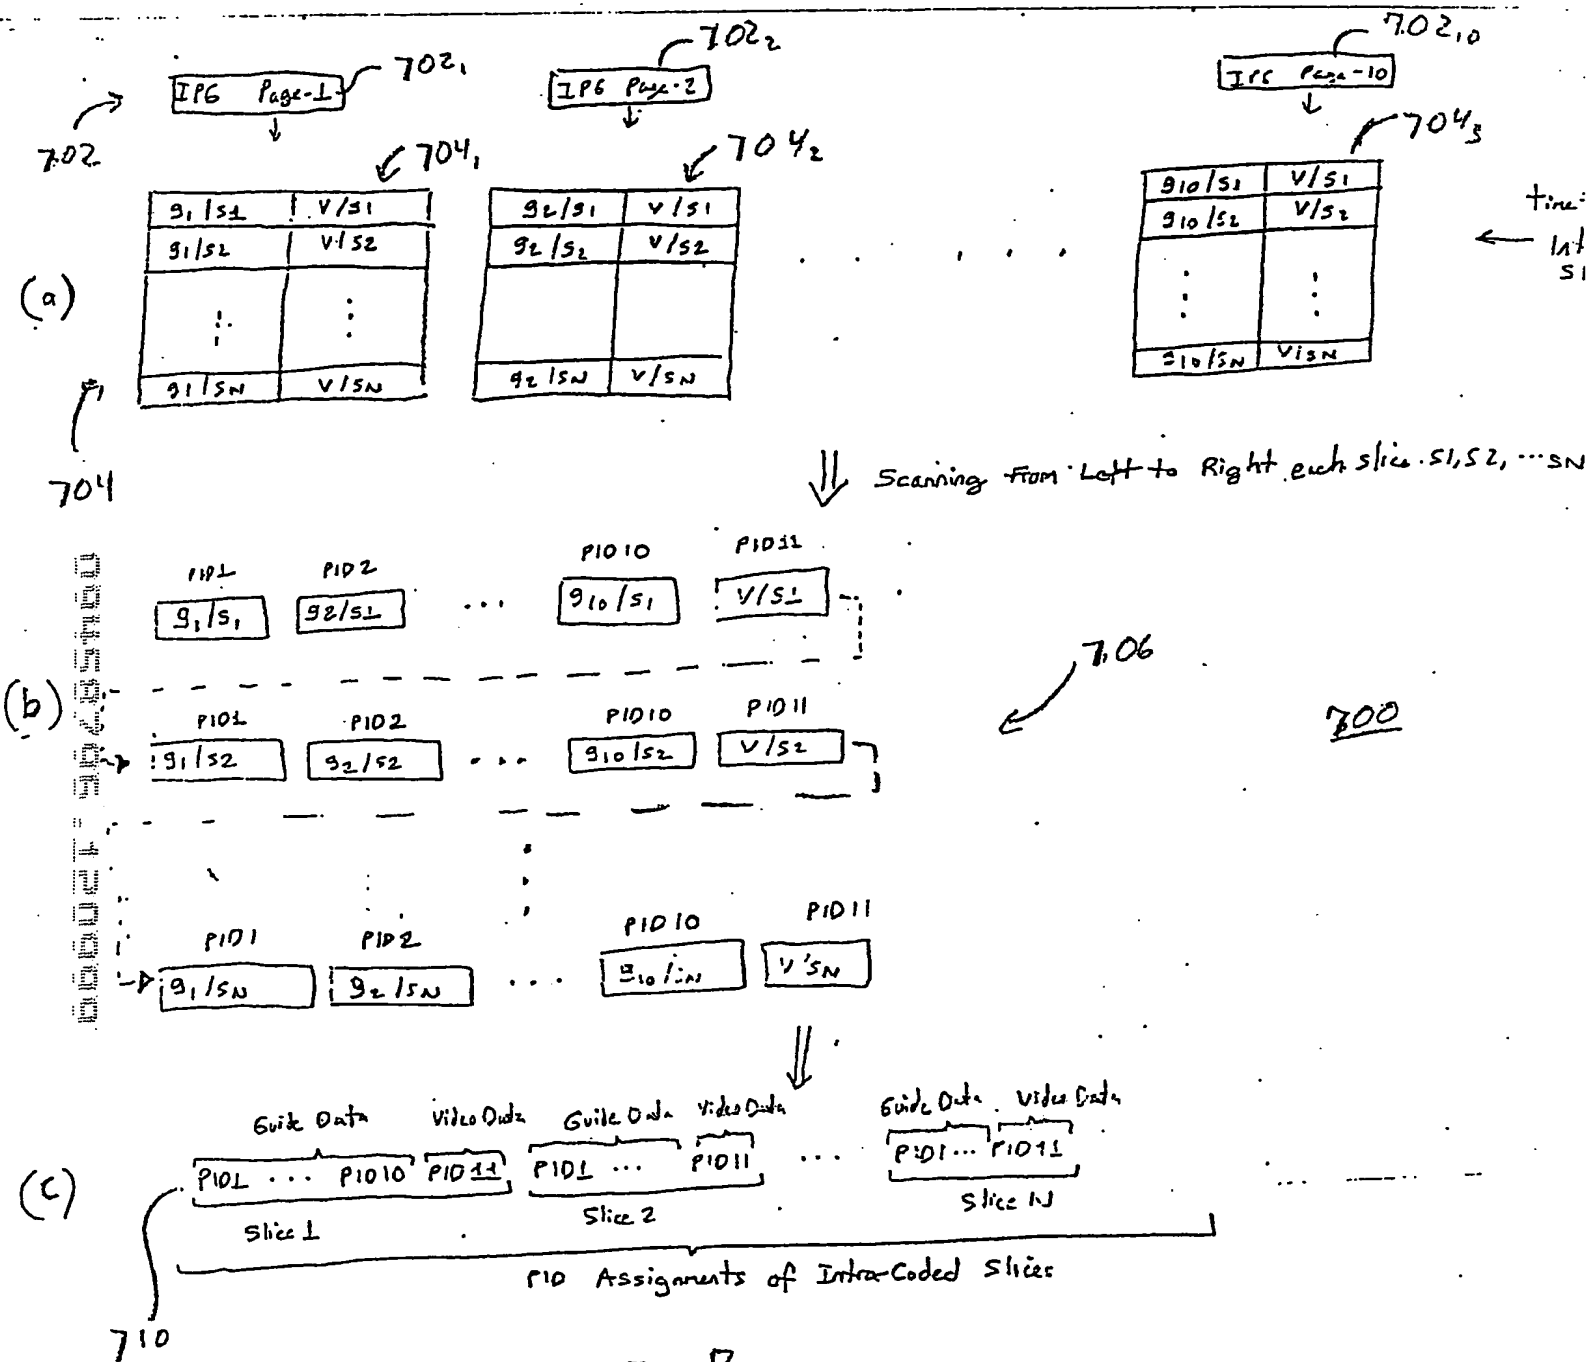 702₁
702₂
702₁₀
IPG Page-1
IPG Page-2
IPG Page-10
702
704₁
704₂
704₃
g1/s1 V/s1
g2/s1 V/s1
g10/s1 V/s1
g1/s2 V/s2
g2/s2 V/s2
g10/s2 V/s2
time=
(a)
g1/sN V/sN
g2/sN V/sN
g10/sN V/sN
704
Scanning From Left to Right each slice s1, s2, ... sN
PID1 PID2 PID10 PID11
g1/s1 g2/s1 ... g10/s1 V/s1
706
(b)
PID1 PID2 PID10 PID11
700
g1/s2 g2/s2 ... g10/s2 V/s2
PID1 PID2 PID10 PID11
g1/sN g2/sN ... g10/sN V/sN
Guide Data Video Data Guide Data Video Data Guide Data Video Data
(c)
PID1 ... PID10 PID11 PID1 ... PID11 ... PID1 ... PID11
Slice 1 Slice 2 Slice N
PID Assignments of Intra-Coded Slices
710